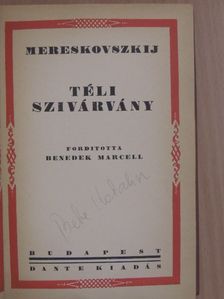 MERESKOVSZKIJ
TÉLI
SZIVÁRVÁNY
FORDITOTTA
BENEDEK MARCELL
BUDAPEST
DANTE KIADÁS